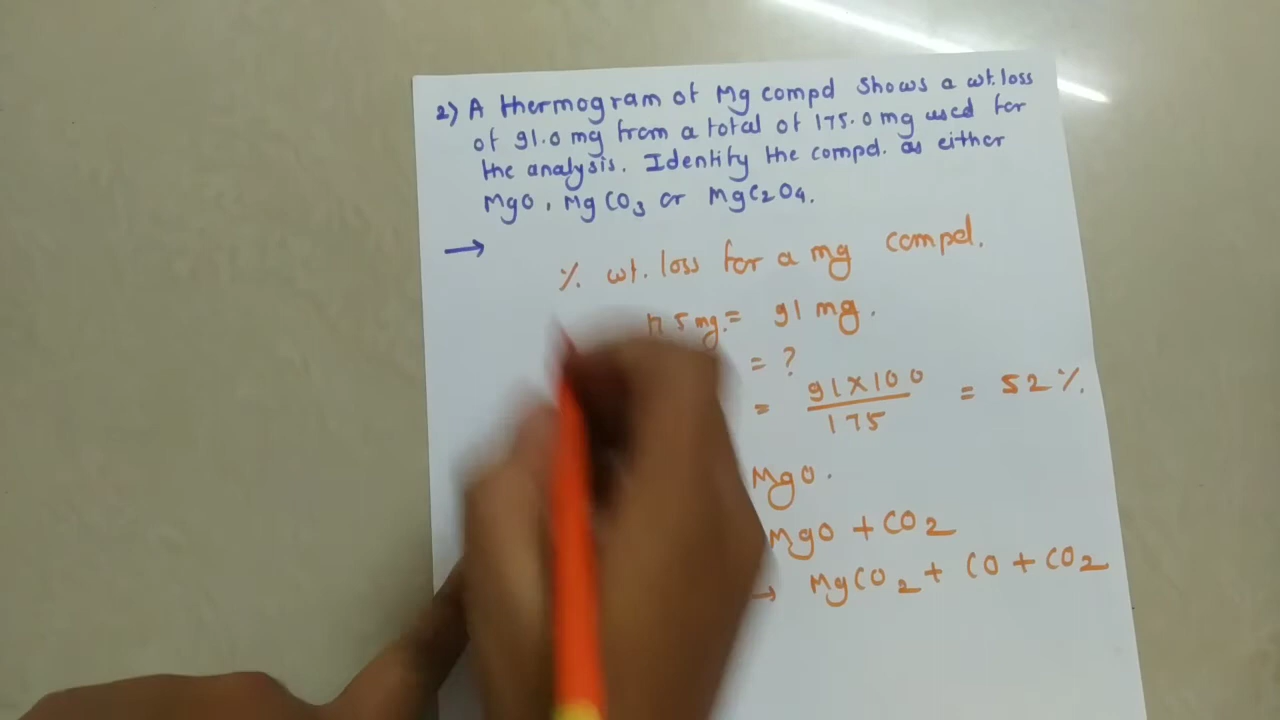 2) A thermogram of Mg compd shows a wt. loss
of 91.0 mg from a total of 175.0 mg used for
the analysis. Identify the compd. as either
MgO, MgCO3 or MgC2O4.
→
% wt. loss for a mg compd.
175 mg. = 91 mg.
= ?
= 91×100 / 175 = 52 %.
MgO.
MgO + CO2
→ MgCO2 + CO + CO2